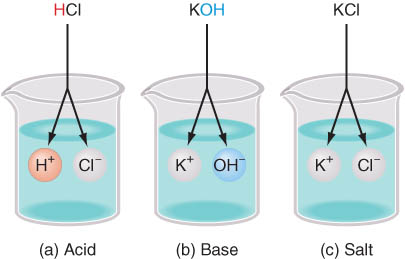 HCl
KOH
KCl
H⁺ Cl⁻
K⁺ OH⁻
K⁺ Cl⁻
(a) Acid
(b) Base
(c) Salt